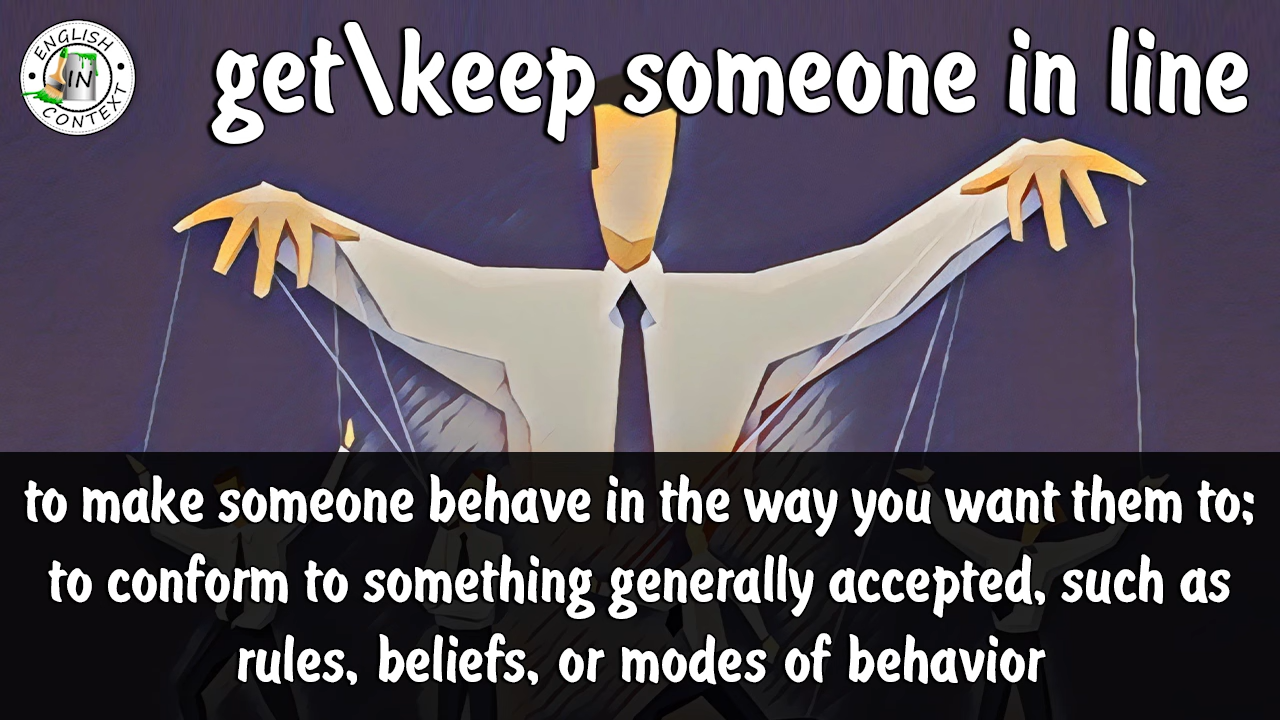 ENGLISH
IN
CONTEXT
get\keep someone in line
to make someone behave in the way you want them to;
to conform to something generally accepted, such as
rules, beliefs, or modes of behavior